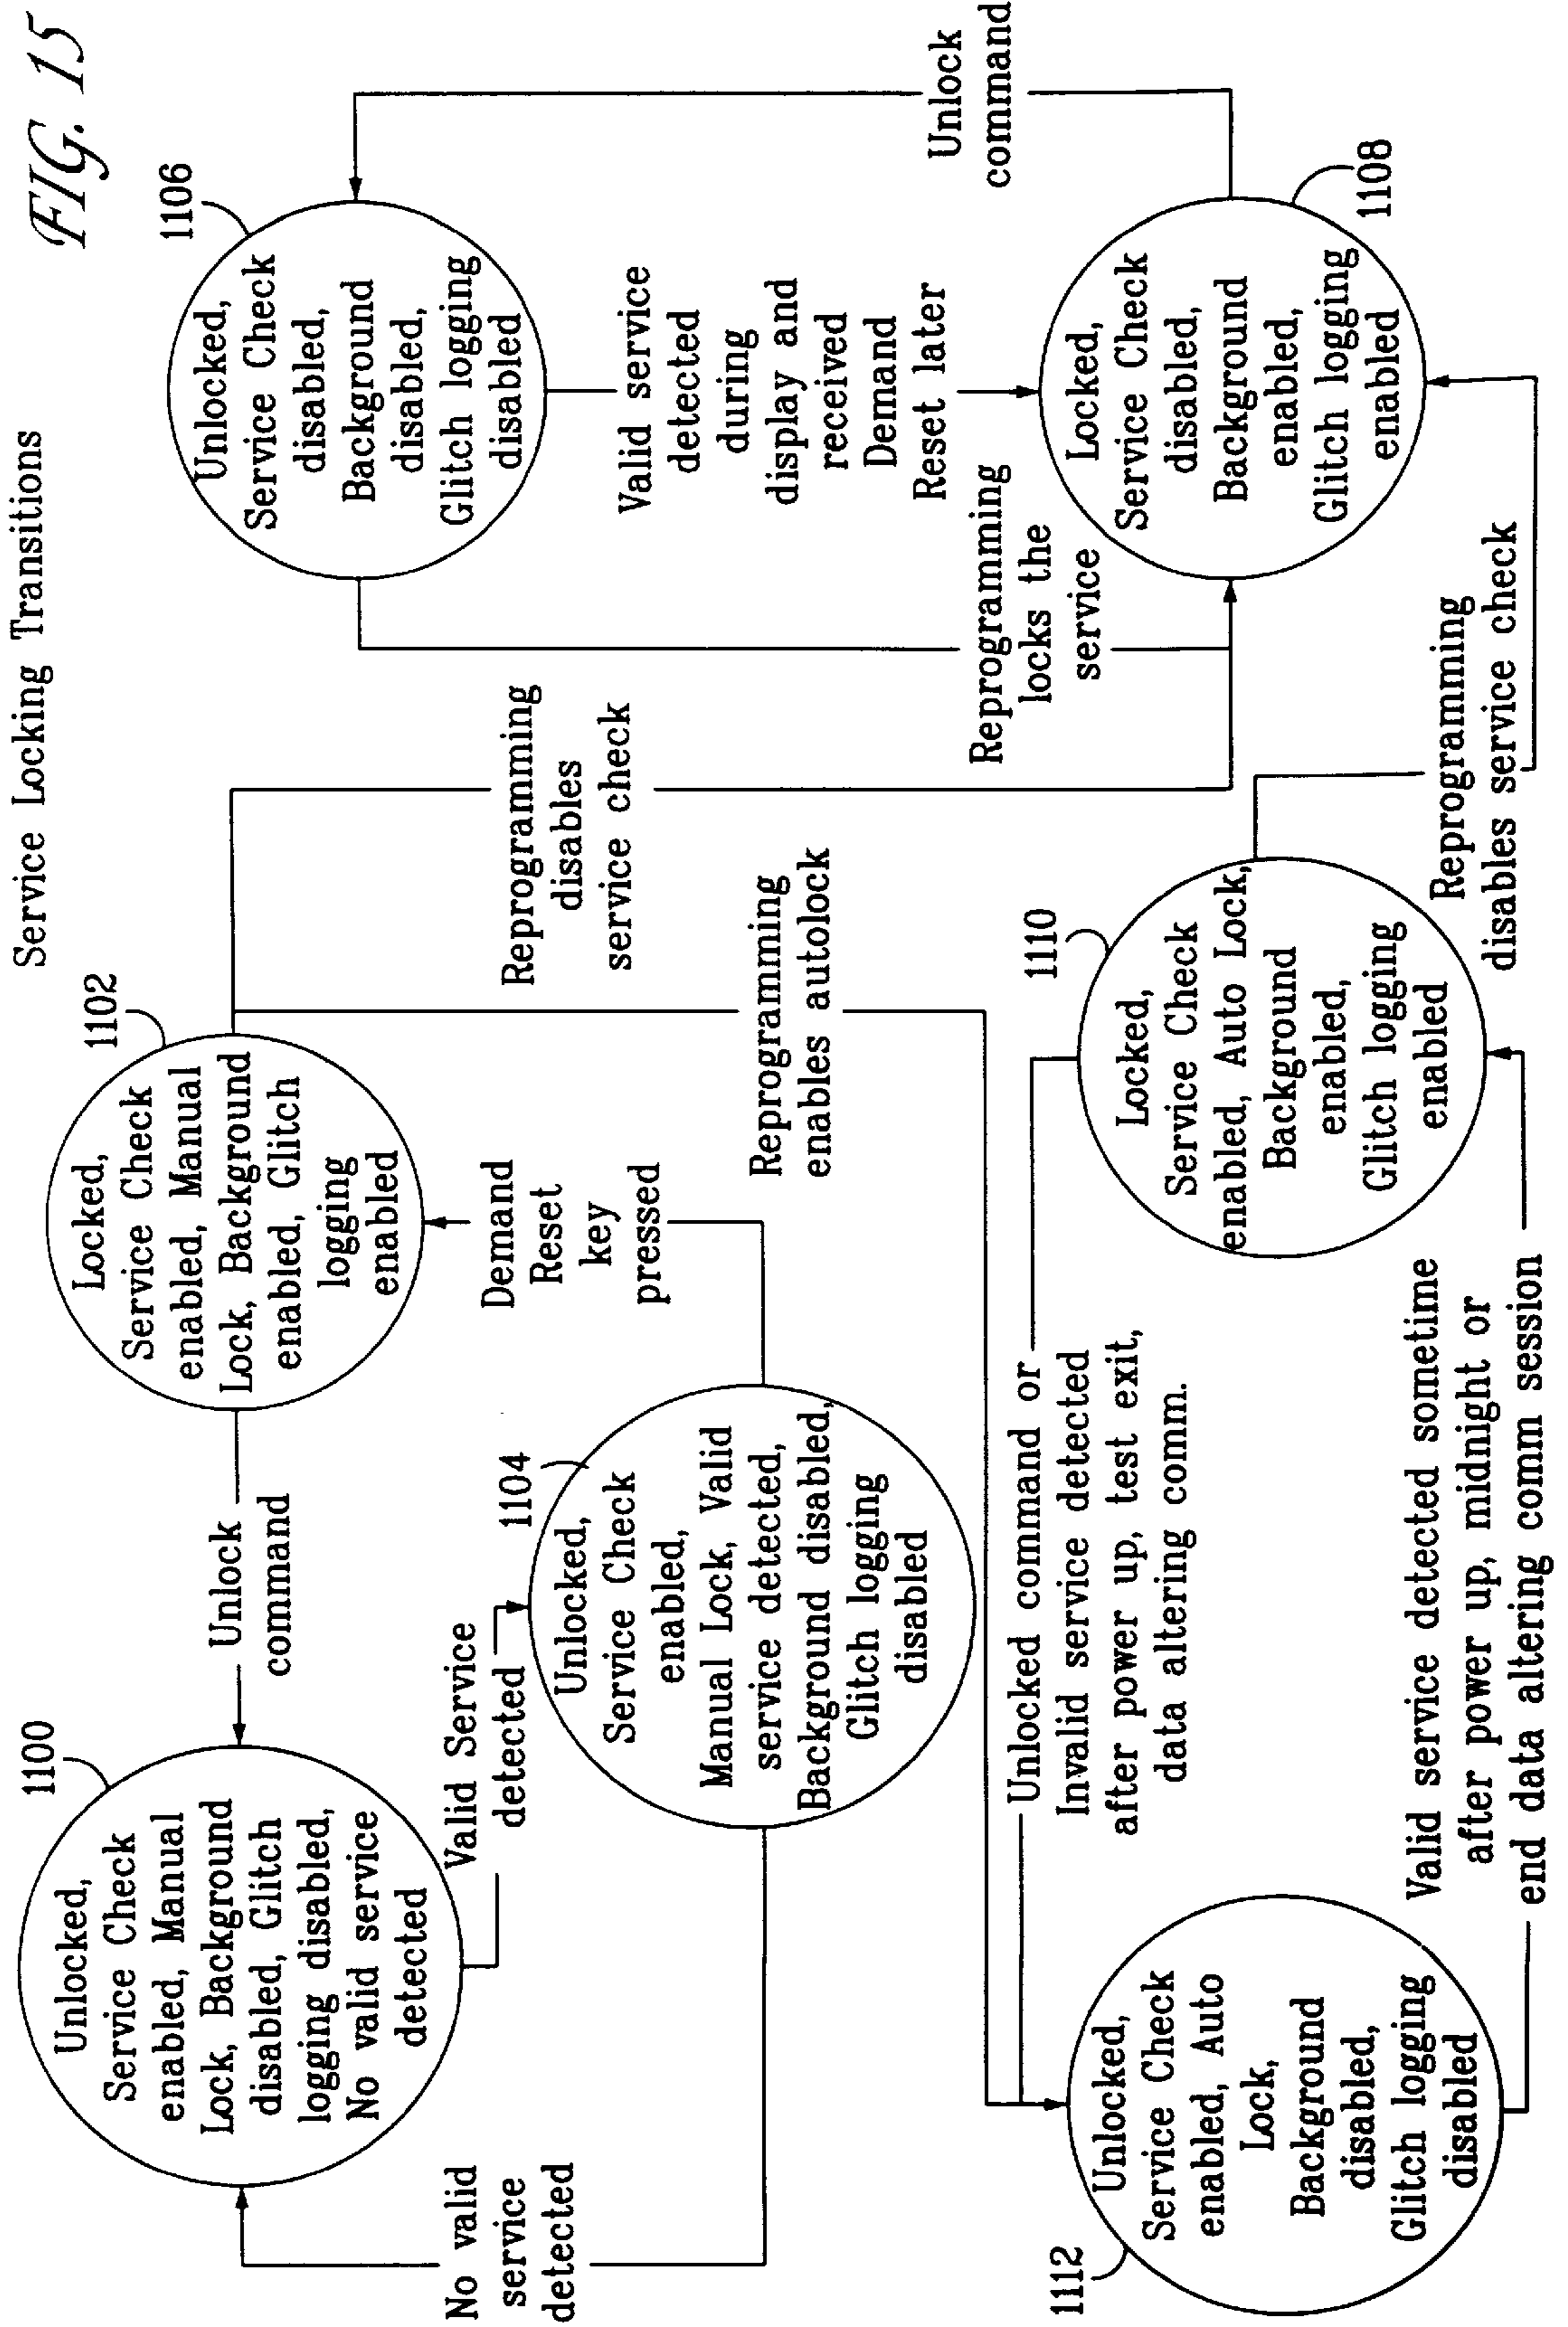 Service Locking Transitions
FIG. 15
1100
Unlocked,
Service Check
enabled, Manual
Lock, Background
disabled, Glitch
logging disabled,
No valid service
detected
Unlock
command
1102
Locked,
Service Check
enabled, Manual
Lock, Background
enabled, Glitch
logging
enabled
Reprogramming
disables
service check
1106
Unlocked,
Service Check
disabled,
Background
disabled,
Glitch logging
disabled
No valid
service
detected
Valid Service
detected
1104
Unlocked,
Service Check
enabled,
Manual Lock, Valid
service detected,
Background disabled,
Glitch logging
disabled
Demand
Reset
key
pressed
Reprogramming
enables autolock
Reprogramming
locks the
service
Valid service
detected
during
display and
received
Demand
Reset later
Unlock
command
1112
Unlocked,
Service Check
enabled, Auto
Lock,
Background
disabled,
Glitch logging
disabled
Unlocked command or
Invalid service detected
after power up, test exit,
data altering comm.
Valid service detected sometime
after power up, midnight or
end data altering comm session
1110
Locked,
Service Check
enabled, Auto Lock,
Background
enabled,
Glitch logging
enabled
Reprogramming
disables service check
1108
Locked,
Service Check
disabled,
Background
enabled,
Glitch logging
enabled